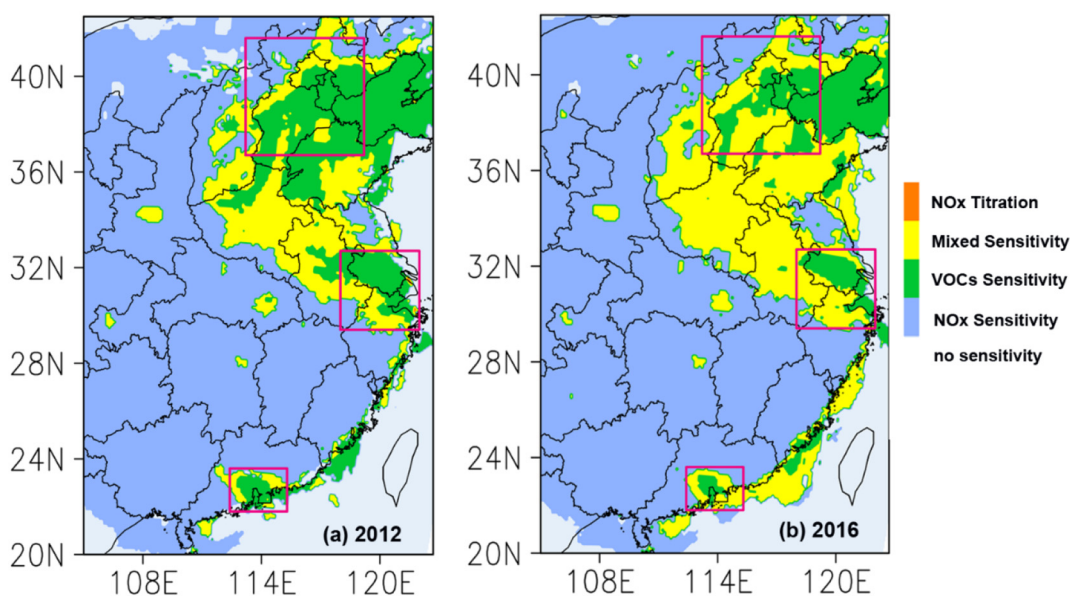 40N
36N
32N
28N
24N
20N
108E 114E 120E
(a) 2012
40N
36N
32N
28N
24N
20N
108E 114E 120E
(b) 2016
NOx Titration
Mixed Sensitivity
VOCs Sensitivity
NOx Sensitivity
no sensitivity